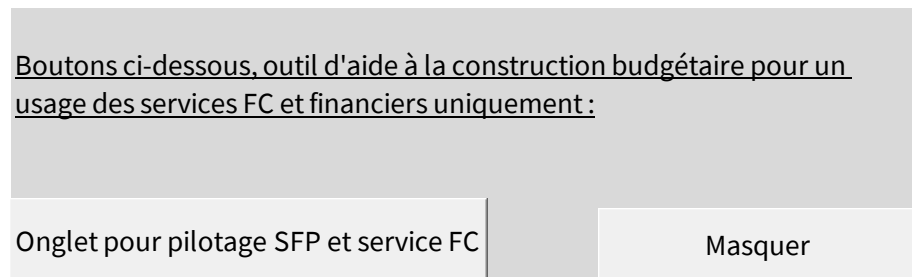 Boutons ci-dessous, outil d'aide à la construction budgétaire pour un
usage des services FC et financiers uniquement :
Onglet pour pilotage SFP et service FC
Masquer